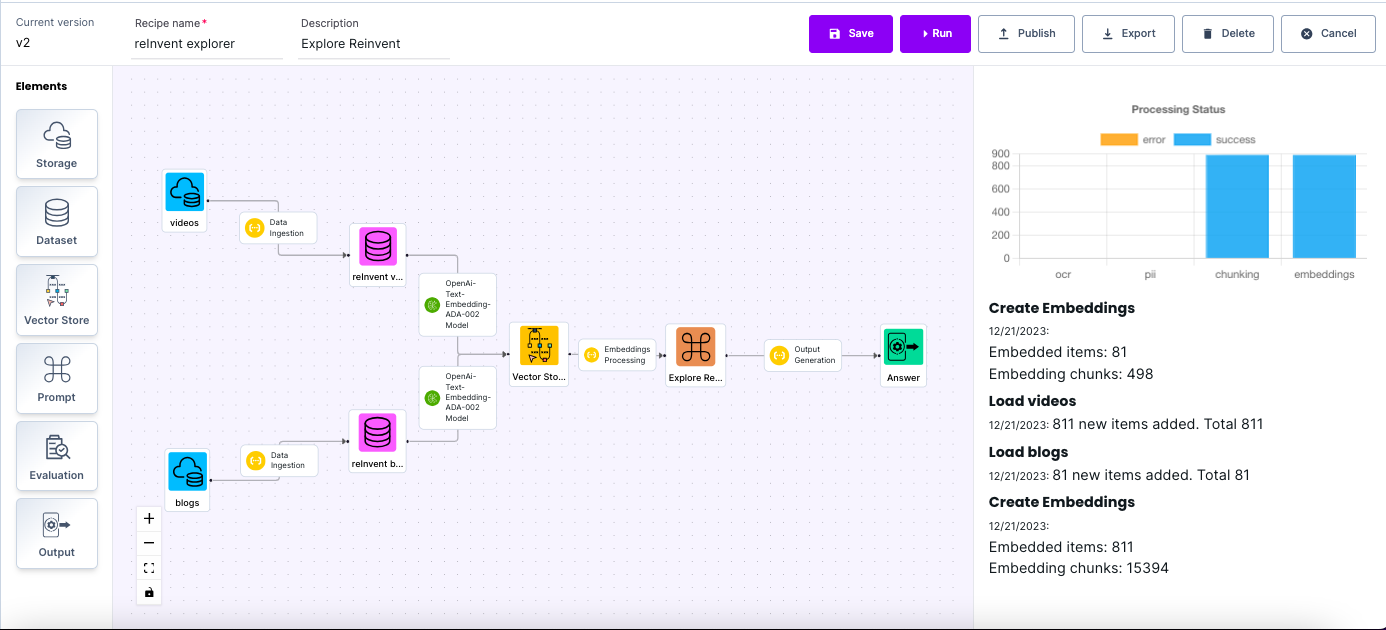 Current version
v2
Recipe name*
reInvent explorer
Description
Explore Reinvent
Save
Run
Publish
Export
Delete
Cancel
Elements
Storage
Dataset
Vector Store
Prompt
Evaluation
Output
videos
Data
Ingestion
reInvent v...
OpenAi-
Text-
Embedding-
ADA-002
Model
Vector Sto...
Embeddings
Processing
Explore Re...
Output
Generation
Answer
OpenAi-
Text-
Embedding-
ADA-002
Model
reInvent b...
Data
Ingestion
blogs
Processing Status
error
success
900
800
600
400
200
0
ocr
pii
chunking
embeddings
Create Embeddings
12/21/2023:
Embedded items: 81
Embedding chunks: 498
Load videos
12/21/2023: 811 new items added. Total 811
Load blogs
12/21/2023: 81 new items added. Total 81
Create Embeddings
12/21/2023:
Embedded items: 811
Embedding chunks: 15394